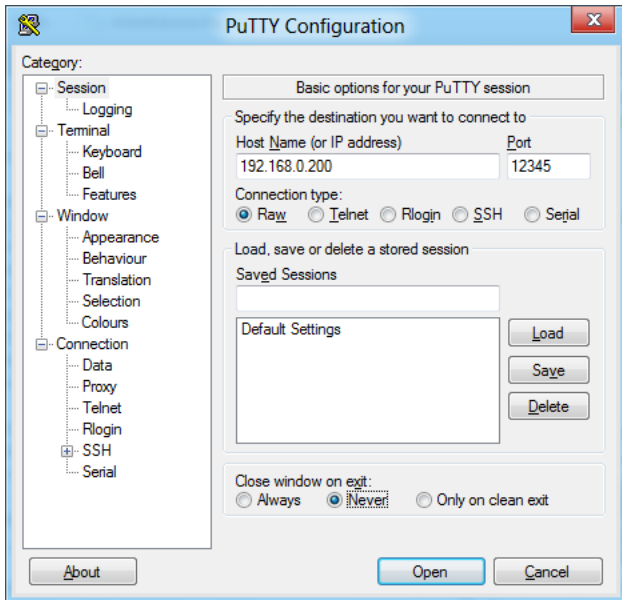 PuTTY Configuration
Category:
Session
Logging
Terminal
Keyboard
Bell
Features
Window
Appearance
Behaviour
Translation
Selection
Colours
Connection
Data
Proxy
Telnet
Rlogin
SSH
Serial
Basic options for your PuTTY session
Specify the destination you want to connect to
Host Name (or IP address) Port
192.168.0.200 12345
Connection type:
Raw Telnet Rlogin SSH Serial
Load, save or delete a stored session
Saved Sessions
Default Settings
Load
Save
Delete
Close window on exit:
Always Never Only on clean exit
About Open Cancel